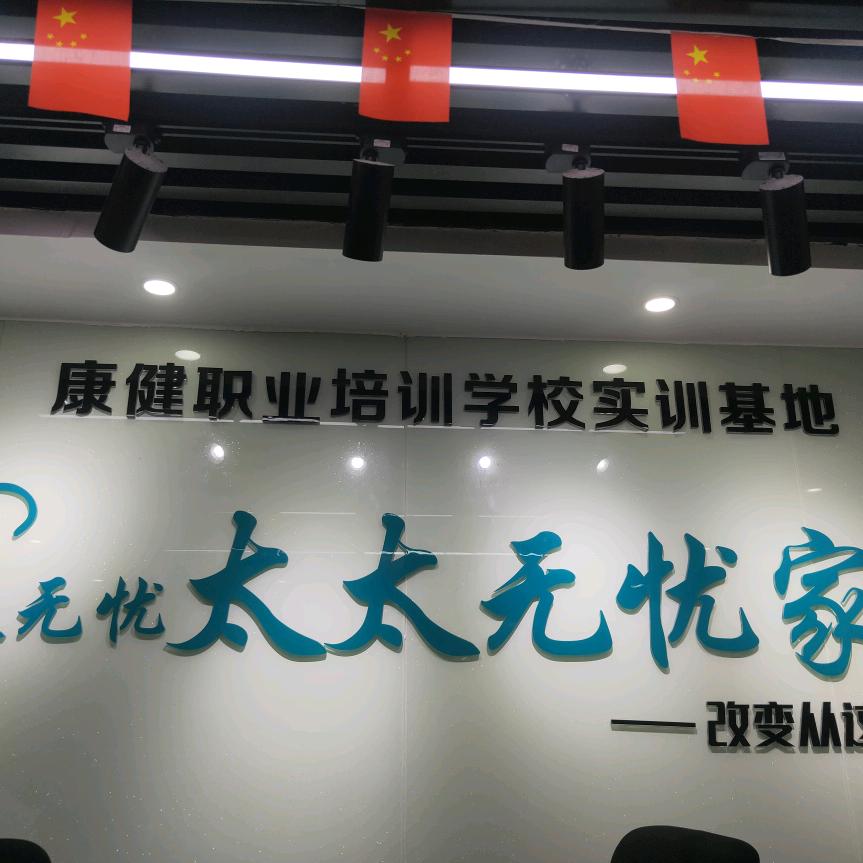 康健职业培训学校实训基地
无忧 太太无忧家
——改变从这